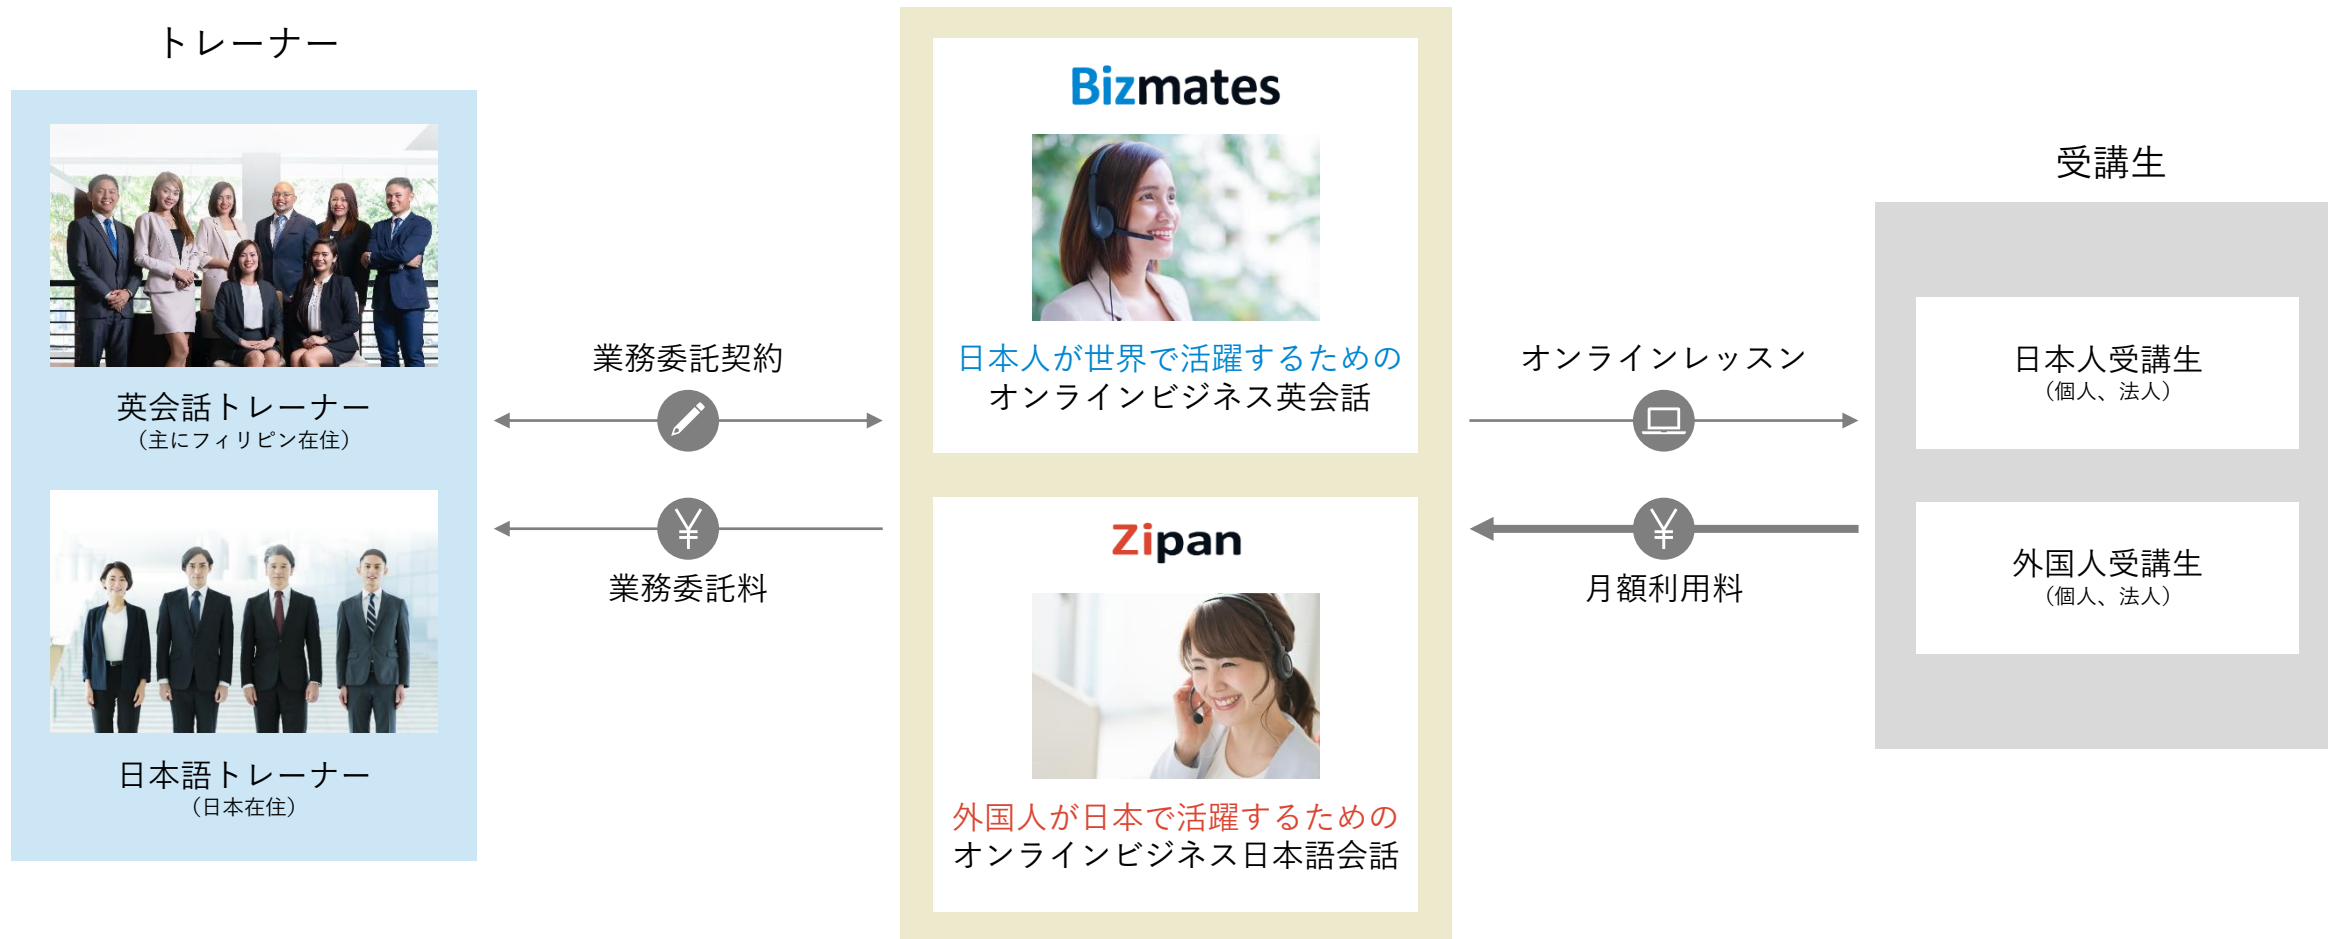 トレーナー
英会話トレーナー
（主にフィリピン在住）
日本語トレーナー
（日本在住）
業務委託契約
¥
業務委託料
Bizmates
日本人が世界で活躍するための
オンラインビジネス英会話
Zipan
外国人が日本で活躍するための
オンラインビジネス日本語会話
オンラインレッスン
¥
月額利用料
受講生
日本人受講生
（個人、法人）
外国人受講生
（個人、法人）